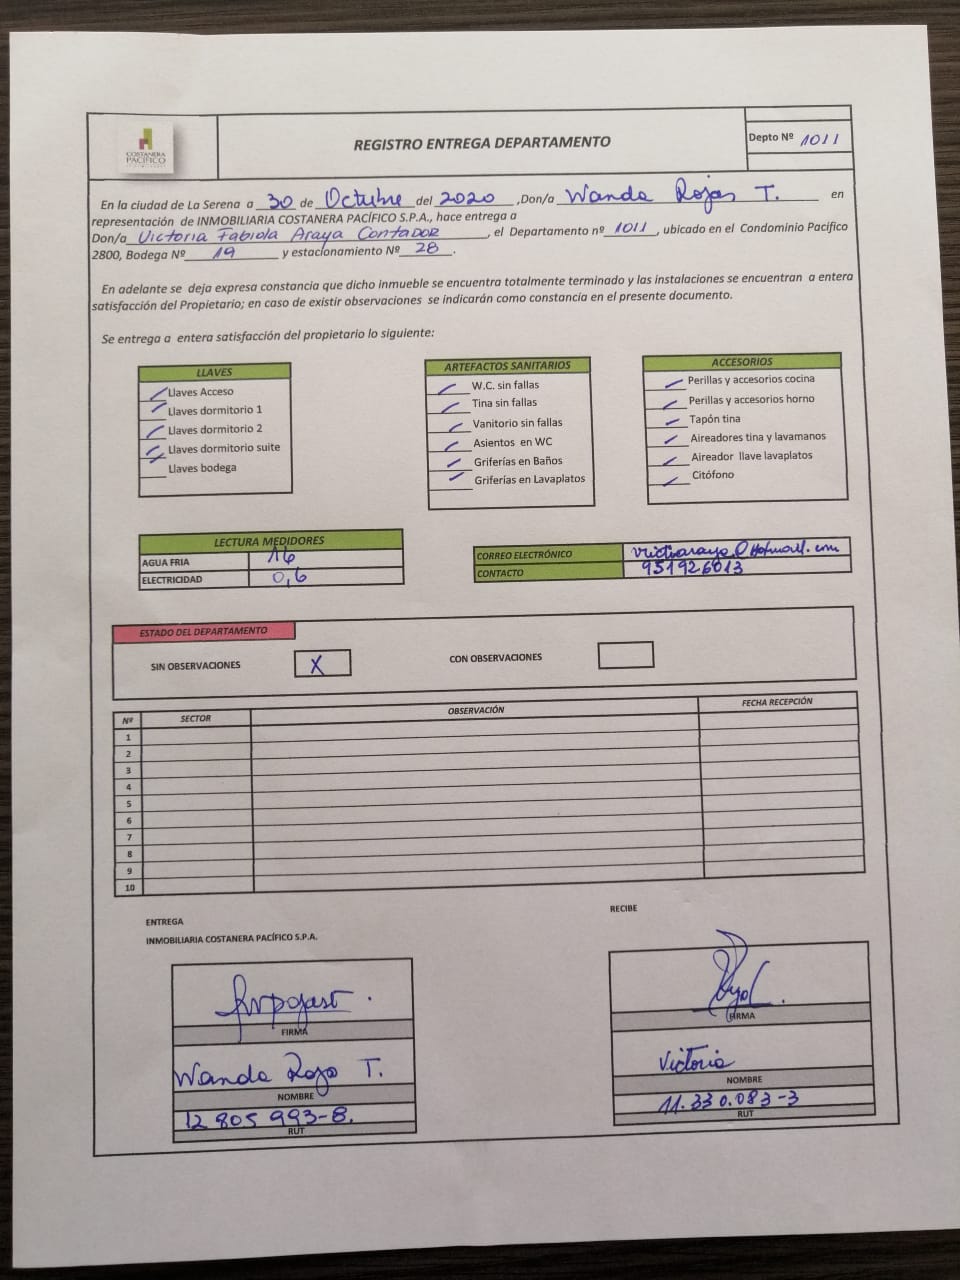 COSTANERA
PACÍFICO
REGISTRO ENTREGA DEPARTAMENTO
Depto Nº 1011
En la ciudad de La Serena a 30 de Octubre del 2020, Don/a Wanda Rojas T. en
representación de INMOBILIARIA COSTANERA PACÍFICO S.P.A., hace entrega a
Don/a Victoria Fabiola Araya Contador, el Departamento nº 1011, ubicado en el Condominio Pacifico
2800, Bodega Nº 19 y estacionamiento Nº 28.
En adelante se deja expresa constancia que dicho inmueble se encuentra totalmente terminado y las instalaciones se encuentran a entera
satisfacción del Propietario; en caso de existir observaciones se indicarán como constancia en el presente documento.
Se entrega a entera satisfacción del propietario lo siguiente:
LLAVES
Llaves Acceso
Llaves dormitorio 1
Llaves dormitorio 2
Llaves dormitorio suite
Llaves bodega
ARTEFACTOS SANITARIOS
W.C. sin fallas
Tina sin fallas
Vanitorio sin fallas
Asientos en WC
Griferías en Baños
Griferías en Lavaplatos
ACCESORIOS
Perillas y accesorios cocina
Perillas y accesorios horno
Tapón tina
Aireadores tina y lavamanos
Aireador llave lavaplatos
Citófono
LECTURA MEDIDORES
AGUA FRIA 16
ELECTRICIDAD 0,6
CORREO ELECTRÓNICO
CONTACTO 951926013
ESTADO DEL DEPARTAMENTO
SIN OBSERVACIONES X
CON OBSERVACIONES
Nº SECTOR OBSERVACIÓN FECHA RECEPCIÓN
1
2
3
4
5
6
7
8
9
10
ENTREGA
INMOBILIARIA COSTANERA PACÍFICO S.P.A.
FIRMA
Wanda Rojas T.
NOMBRE
12 805 993-8.
RUT
RECIBE
FIRMA
Victoria
NOMBRE
11.330.083-3
RUT